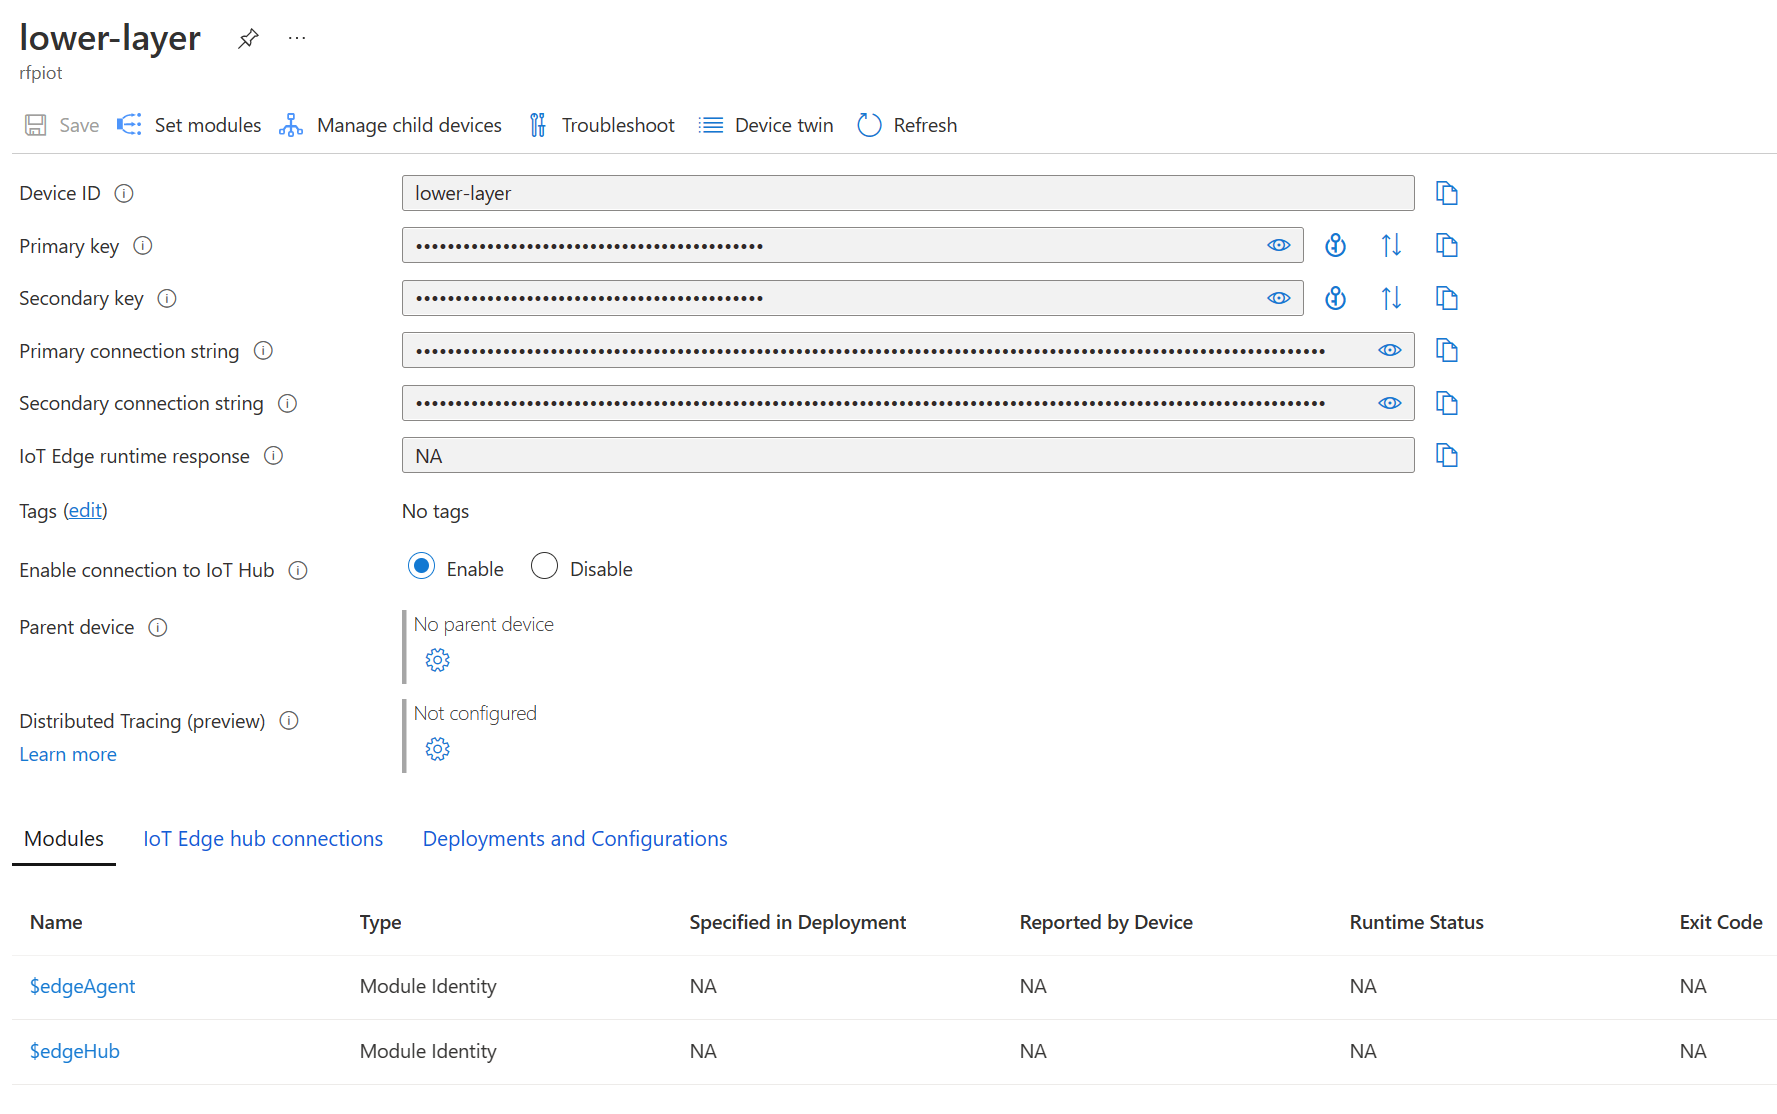 lower-layer
rfpiot
Save Set modules Manage child devices Troubleshoot Device twin Refresh
Device ID lower-layer
Primary key ••••••••••••••••••••••••••••••••••••••••••••
Secondary key ••••••••••••••••••••••••••••••••••••••••••••
Primary connection string
Secondary connection string
IoT Edge runtime response NA
Tags (edit) No tags
Enable connection to IoT Hub Enable Disable
Parent device No parent device
Distributed Tracing (preview) Not configured
Learn more
Modules IoT Edge hub connections Deployments and Configurations
Name Type Specified in Deployment Reported by Device Runtime Status Exit Code
$edgeAgent Module Identity NA NA NA NA
$edgeHub Module Identity NA NA NA NA